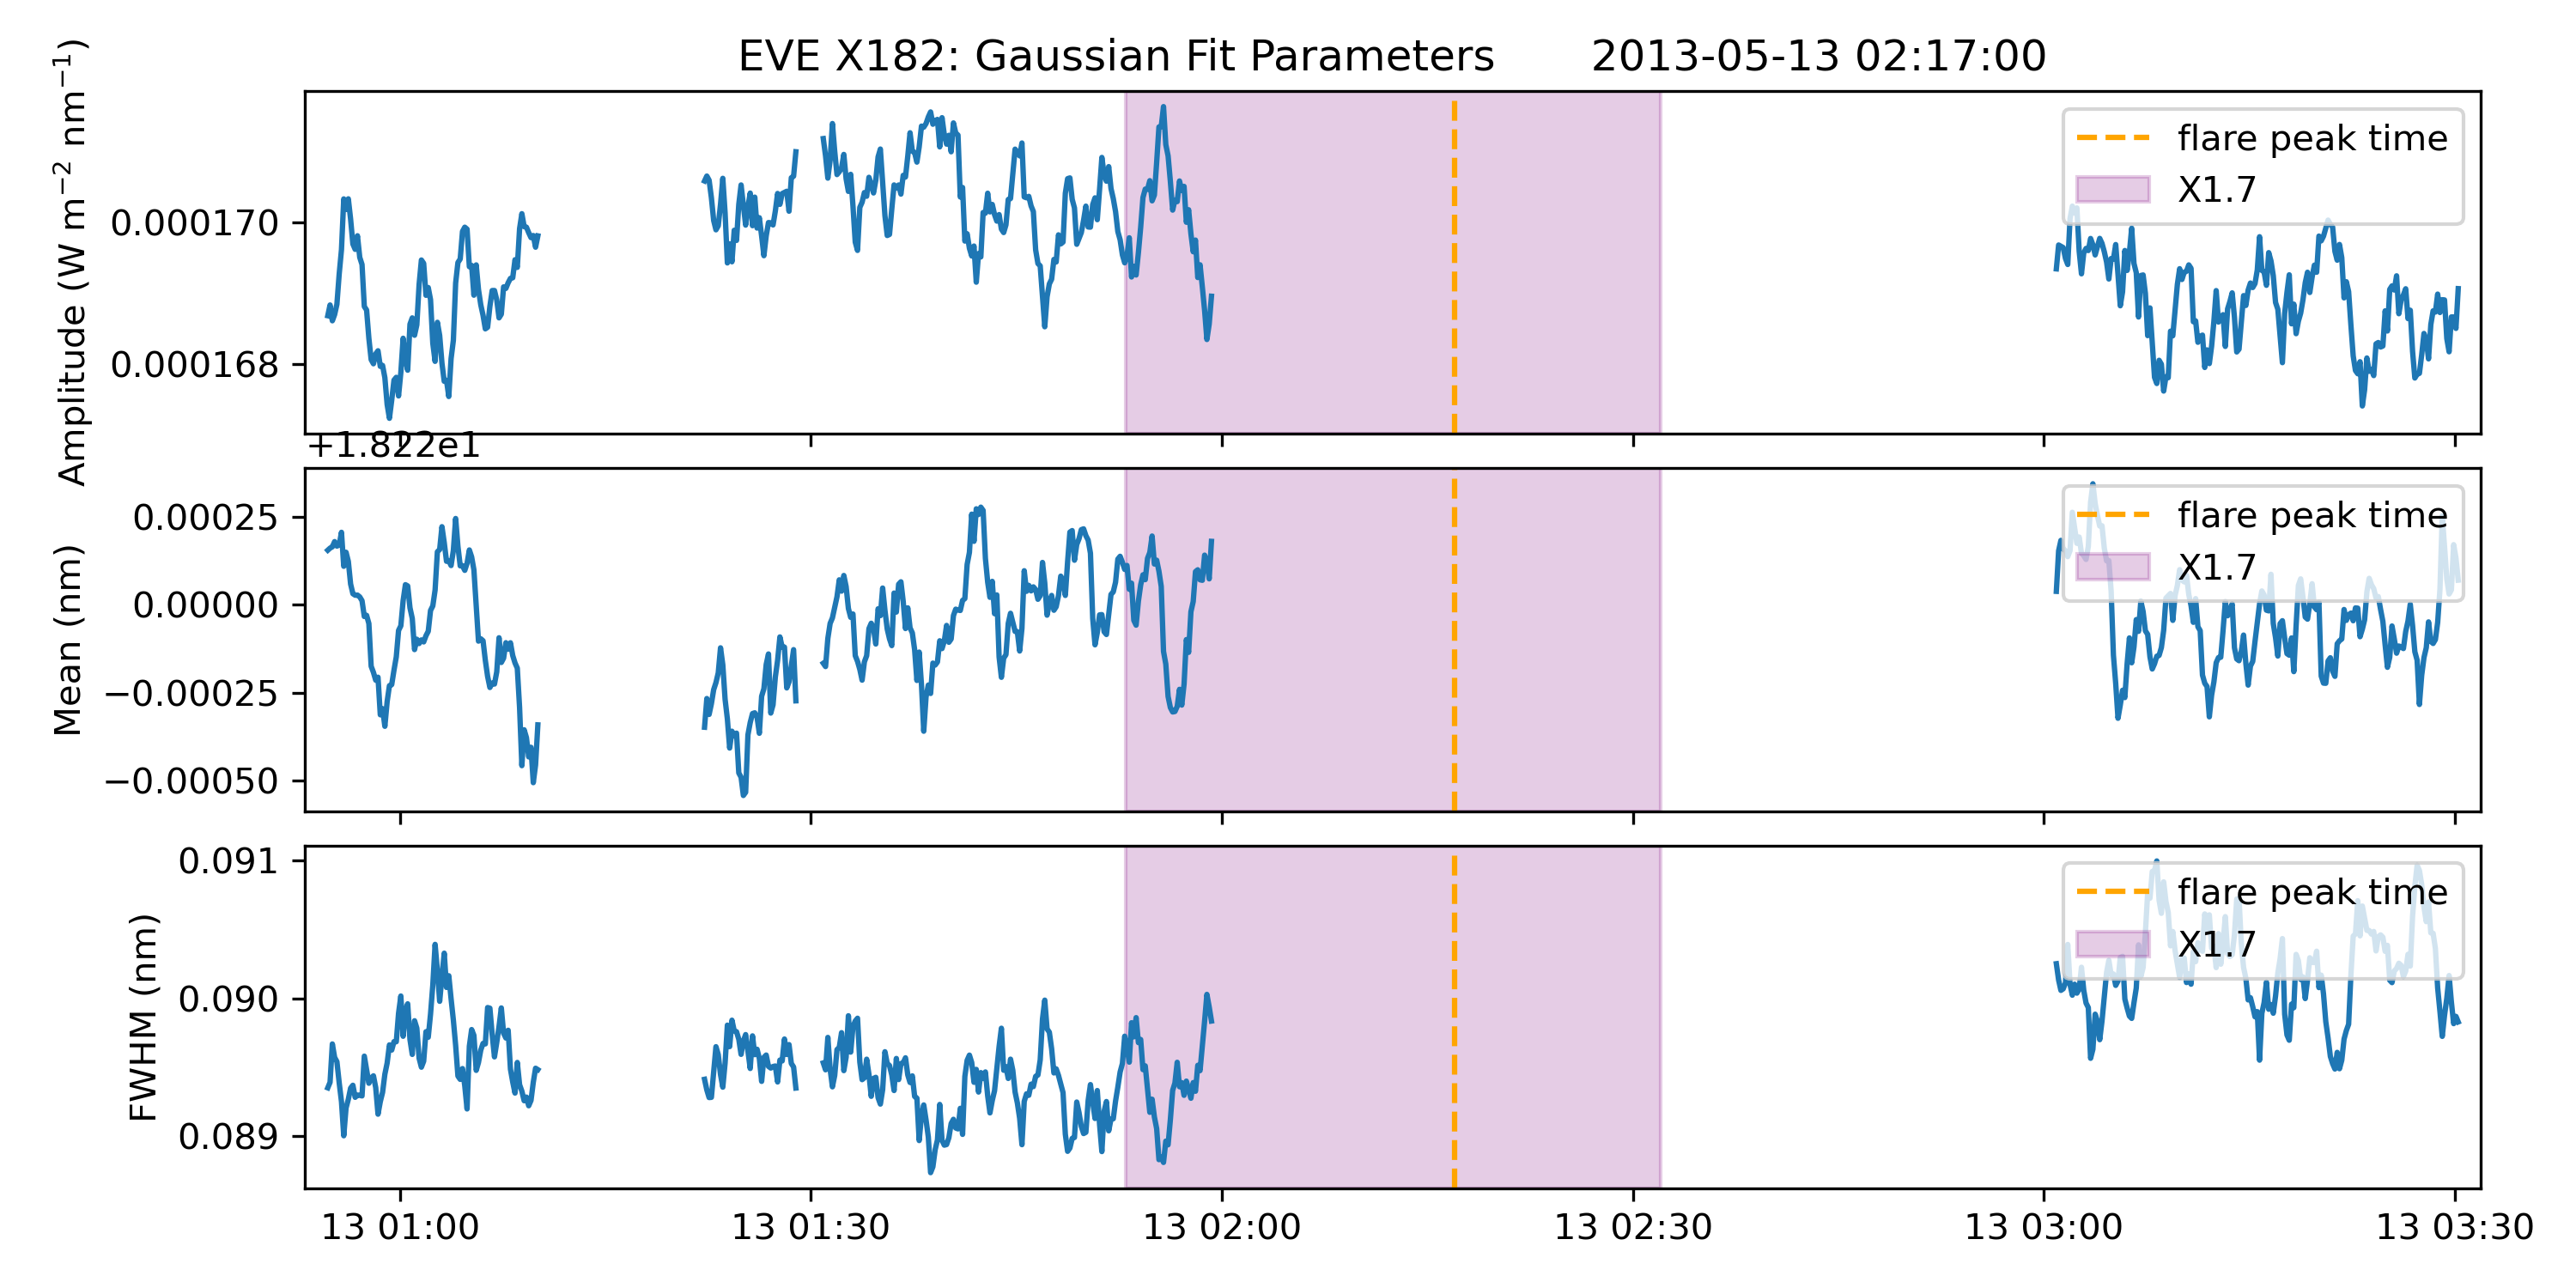 EVE X182: Gaussian Fit Parameters 2013-05-13 02:17:00
Amplitude (W m⁻² nm⁻¹)
0.000170
0.000168
flare peak time
X1.7
+1.822e1
Mean (nm)
0.00025
0.00000
−0.00025
−0.00050
flare peak time
X1.7
FWHM (nm)
0.091
0.090
0.089
flare peak time
X1.7
13 01:00 13 01:30 13 02:00 13 02:30 13 03:00 13 03:30